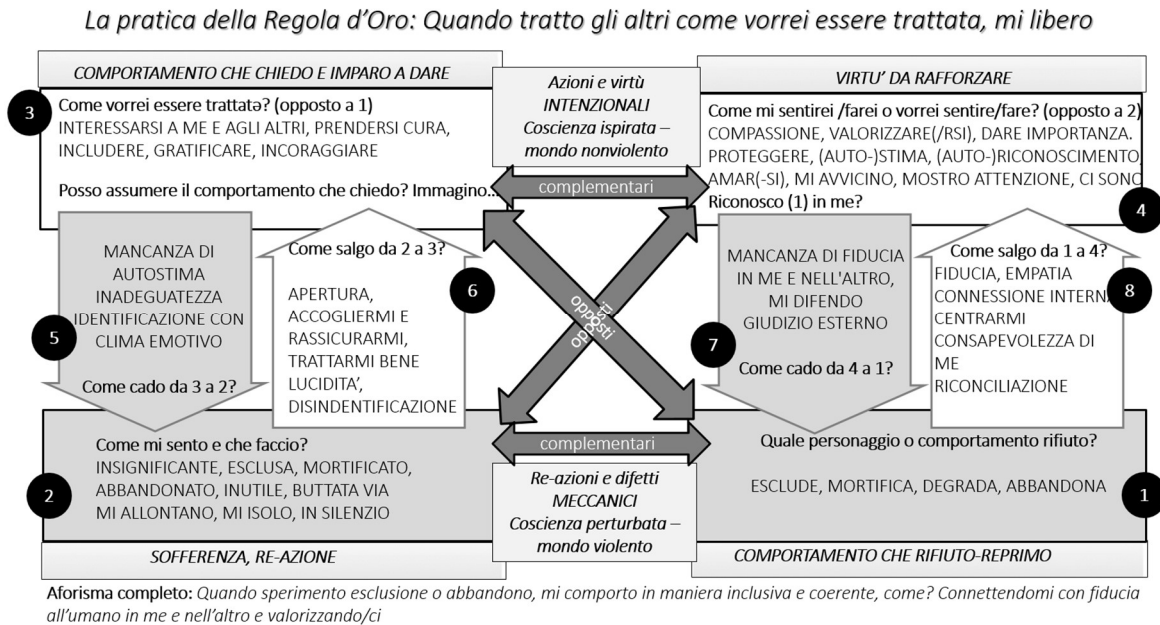 La pratica della Regola d’Oro: Quando tratto gli altri come vorrei essere trattata, mi libero
COMPORTAMENTO CHE CHIEDO E IMPARO A DARE
3
Come vorrei essere trattata? (opposto a 1)
INTERESSARSI A ME E AGLI ALTRI, PRENDERSI CURA,
INCLUDERE, GRATIFICARE, INCORAGGIARE
Posso assumere il comportamento che chiedo? Immagino...
Azioni e virtù
INTENZIONALI
Coscienza ispirata –
mondo nonviolento
complementari
VIRTU’ DA RAFFORZARE
Come mi sentirei /farei o vorrei sentire/fare? (opposto a 2)
COMPASSIONE, VALORIZZARE(/RSI), DARE IMPORTANZA.
PROTEGGERE, (AUTO-)STIMA, (AUTO-)RICONOSCIMENTO,
AMAR(-SI), MI AVVICINO, MOSTRO ATTENZIONE, CI SONO
Riconosco (1) in me?
4
MANCANZA DI
AUTOSTIMA
INADEGUATEZZA
IDENTIFICAZIONE CON
CLIMA EMOTIVO
5
Come cado da 3 a 2?
Come salgo da 2 a 3?
6
APERTURA,
ACCOGLIERMI E
RASSICURARMI,
TRATTARMI BENE
LUCIDITA’,
DISINDENTIFICAZIONE
opposti
opposti
MANCANZA DI FIDUCIA
IN ME E NELL'ALTRO,
MI DIFENDO
GIUDIZIO ESTERNO
7
Come cado da 4 a 1?
Come salgo da 1 a 4?
FIDUCIA, EMPATIA
CONNESSIONE INTERNA
CENTRARMI
CONSAPEVOLEZZA DI
ME
RICONCILIAZIONE
8
Come mi sento e che faccio?
INSIGNIFICANTE, ESCLUSA, MORTIFICATO,
ABBANDONATO, INUTILE, BUTTATA VIA
MI ALLONTANO, MI ISOLO, IN SILENZIO
2
SOFFERENZA, RE-AZIONE
complementari
Re-azioni e difetti
MECCANICI
Coscienza perturbata –
mondo violento
Quale personaggio o comportamento rifiuto?
ESCLUDE, MORTIFICA, DEGRADA, ABBANDONA
1
COMPORTAMENTO CHE RIFIUTO-REPRIMO
Aforisma completo: Quando sperimento esclusione o abbandono, mi comporto in maniera inclusiva e coerente, come? Connettendomi con fiducia
all’umano in me e nell’altro e valorizzando/ci